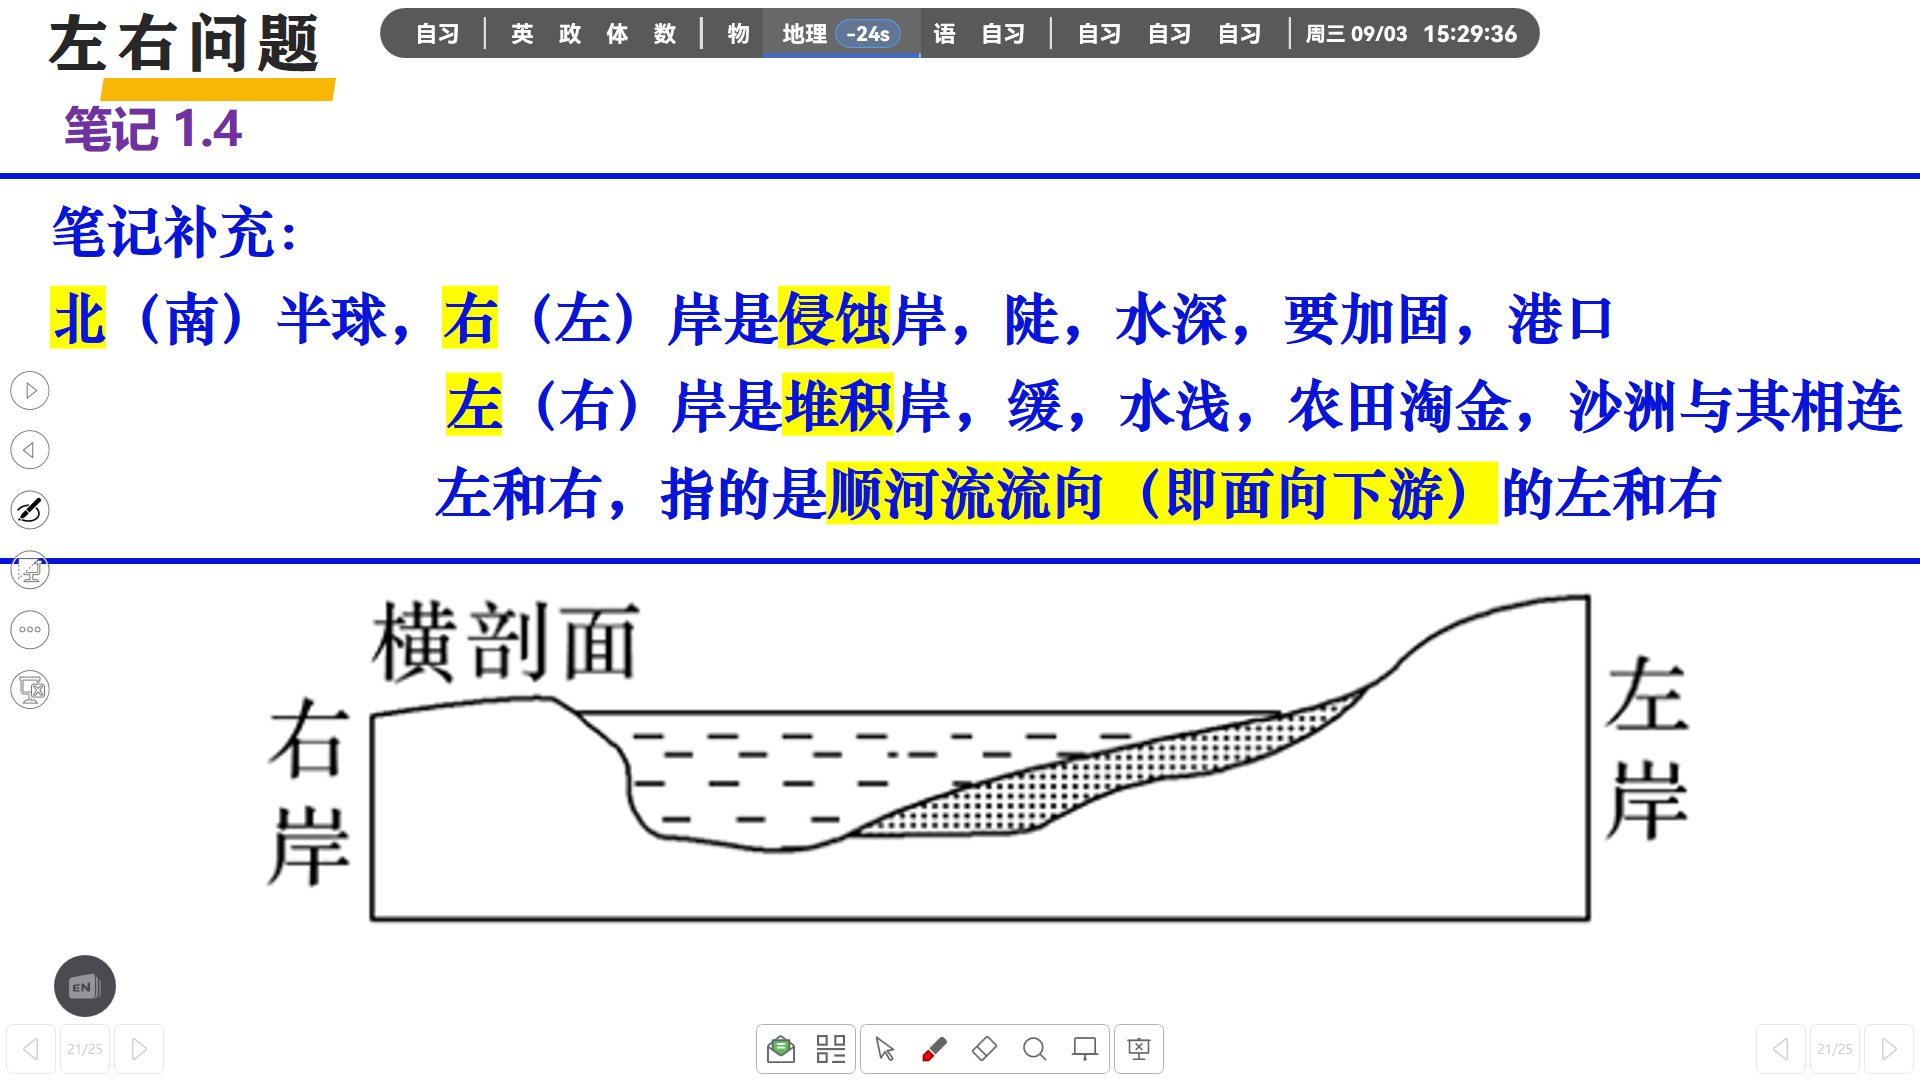 左右问题
自习 英 政 体 数 物 地理 -24s 语 自习 自习 自习 自习 周三 09/03 15:29:36
笔记 1.4
笔记补充：
北（南）半球，右（左）岸是侵蚀岸，陡，水深，要加固，港口
左（右）岸是堆积岸，缓，水浅，农田淘金，沙洲与其相连
左和右，指的是顺河流流向（即面向下游）的左和右
横剖面
右岸
左岸
EN
21/25
21/25